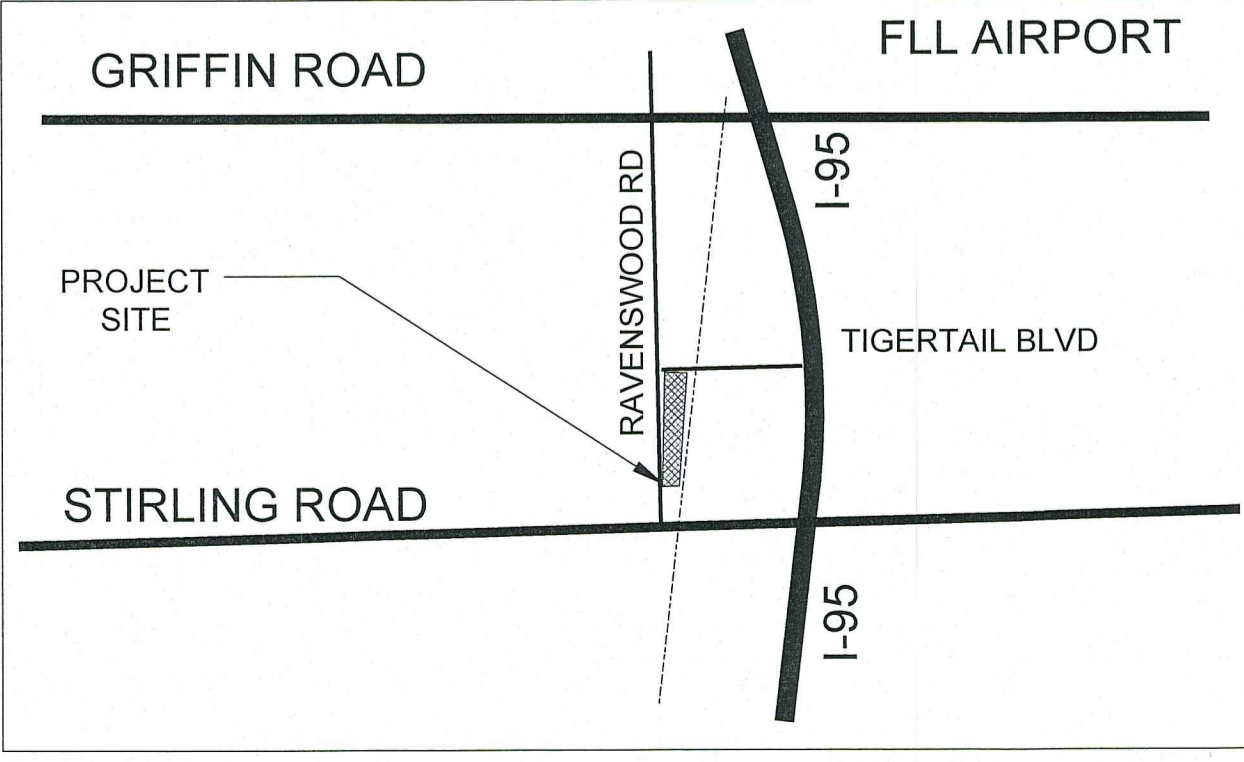 FLL AIRPORT
GRIFFIN ROAD
I-95
RAVENSWOOD RD
PROJECT
SITE
TIGERTAIL BLVD
STIRLING ROAD
I-95